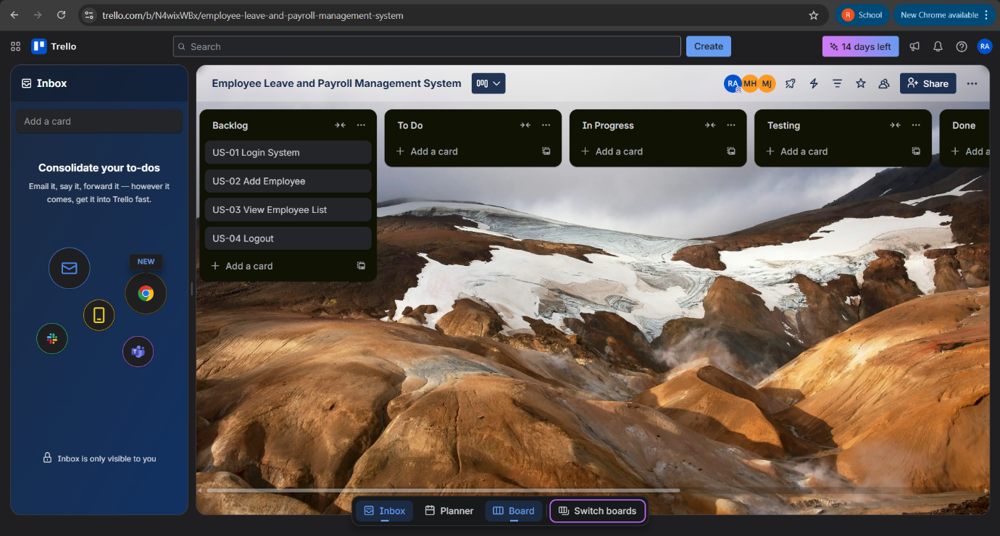 trello.com/b/N4wixWBx/employee-leave-and-payroll-management-system
R School
New Chrome available
Trello
Search
Create
14 days left
RA
Inbox
Add a card
Consolidate your to-dos
Email it, say it, forward it — however it
comes, get it into Trello fast.
NEW
Inbox is only visible to you
Employee Leave and Payroll Management System
RA MH MJ
Share
Backlog
US-01 Login System
US-02 Add Employee
US-03 View Employee List
US-04 Logout
Add a card
To Do
Add a card
In Progress
Add a card
Testing
Add a card
Done
Add a
Inbox
Planner
Board
Switch boards